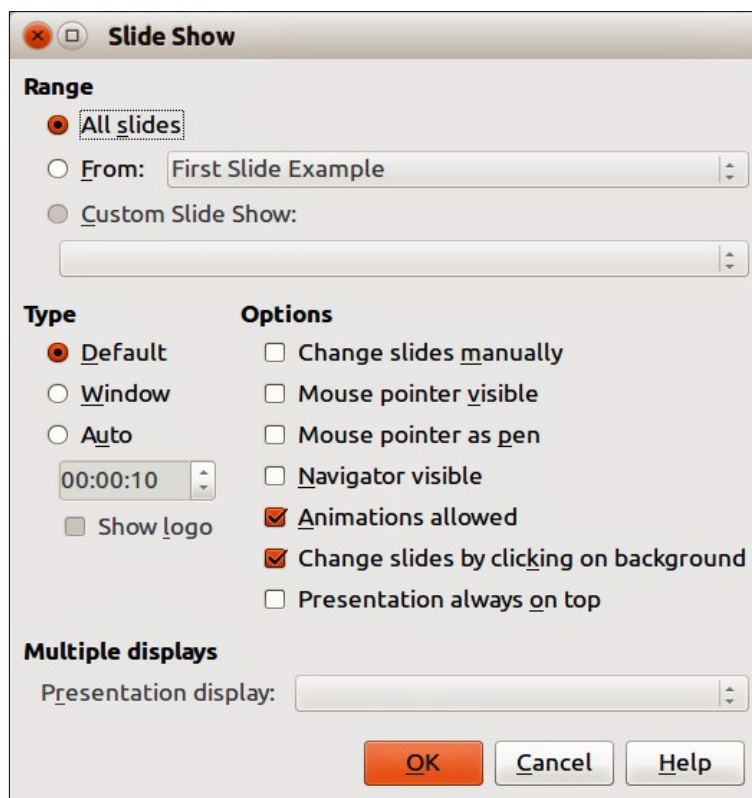 Slide Show
Range
All slides
From: First Slide Example
Custom Slide Show:
Type
Default
Window
Auto
00:00:10
Show logo
Options
Change slides manually
Mouse pointer visible
Mouse pointer as pen
Navigator visible
Animations allowed
Change slides by clicking on background
Presentation always on top
Multiple displays
Presentation display:
OK Cancel Help